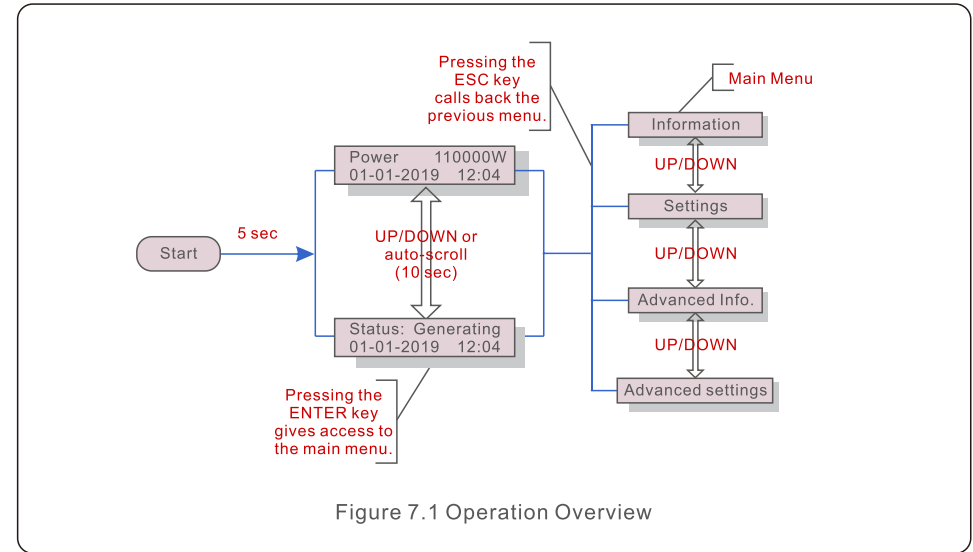 Pressing the
ESC key
calls back the
previous menu.
Main Menu
Information
UP/DOWN
Settings
UP/DOWN
Advanced Info.
UP/DOWN
Advanced settings
Power 110000W
01-01-2019 12:04
UP/DOWN or
auto-scroll
(10 sec)
Start
5 sec
Status: Generating
01-01-2019 12:04
Pressing the
ENTER key
gives access to
the main menu.
Figure 7.1 Operation Overview